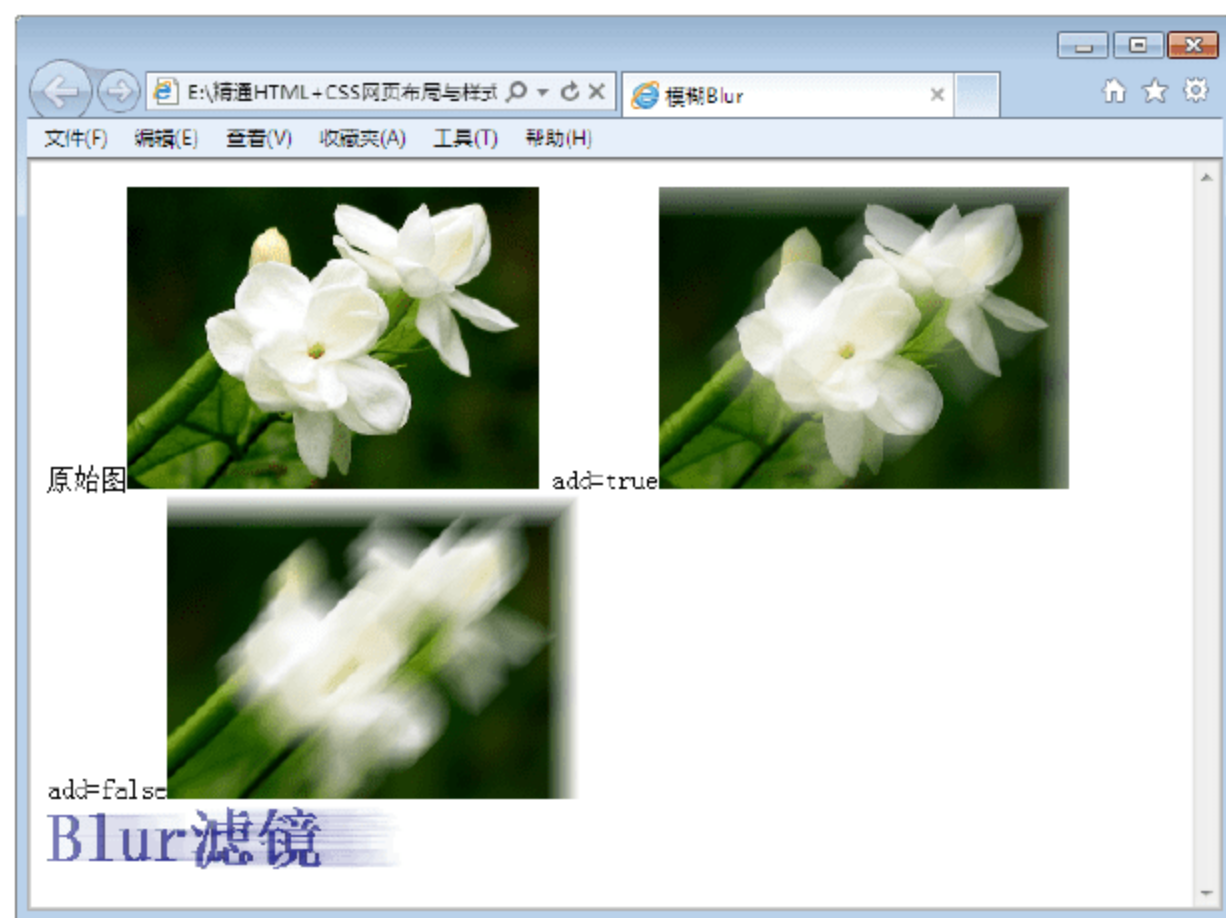 E:\精通HTML+CSS网页布局与样式
模糊Blur
文件(F) 编辑(E) 查看(V) 收藏夹(A) 工具(T) 帮助(H)
原始图 add=true
add=false
Blur滤镜